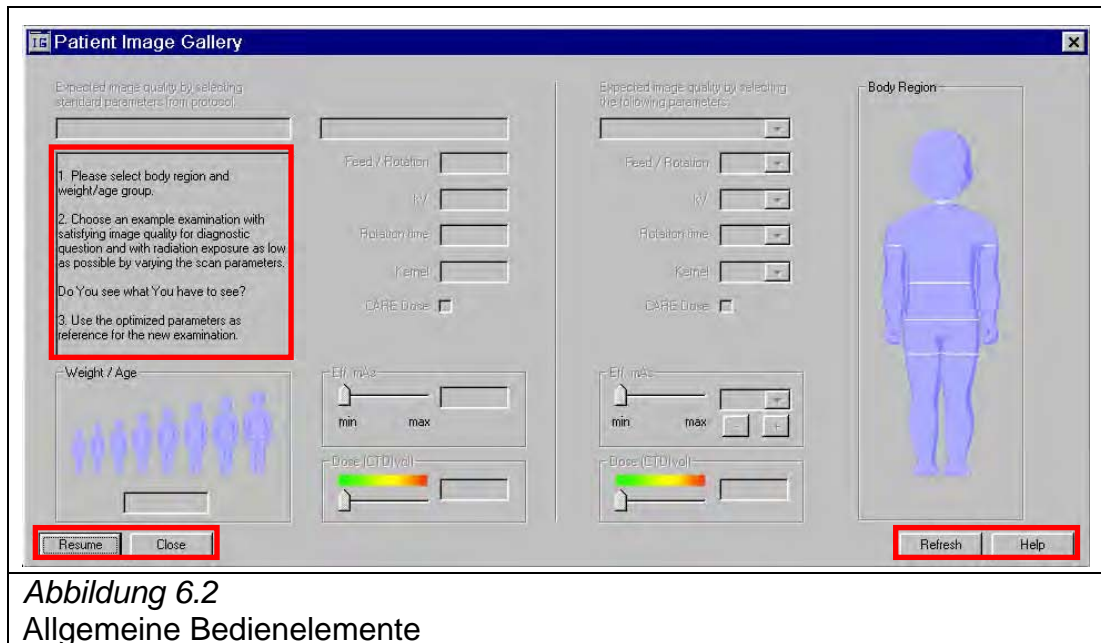 IG Patient Image Gallery
Expected image quality by selecting
standard parameters from protocol
1. Please select body region and
weight/age group.
2. Choose an example examination with
satisfying image quality for diagnostic
question and with radiation exposure as low
as possible by varying the scan parameters.
Do You see what You have to see?
3. Use the optimized parameters as
reference for the new examination.
Weight / Age
Feed / Rotation
kV
Rotation time
Kernel
CARE Dose
Eff. mAs
min max
Dose (CTDIvol)
Expected image quality by selecting
the following parameters:
Feed / Rotation
kV
Rotation time
Kernel
CARE Dose
Eff. mAs
min max - +
Dose (CTDIvol)
Body Region
Resume Close Refresh Help
Abbildung 6.2
Allgemeine Bedienelemente